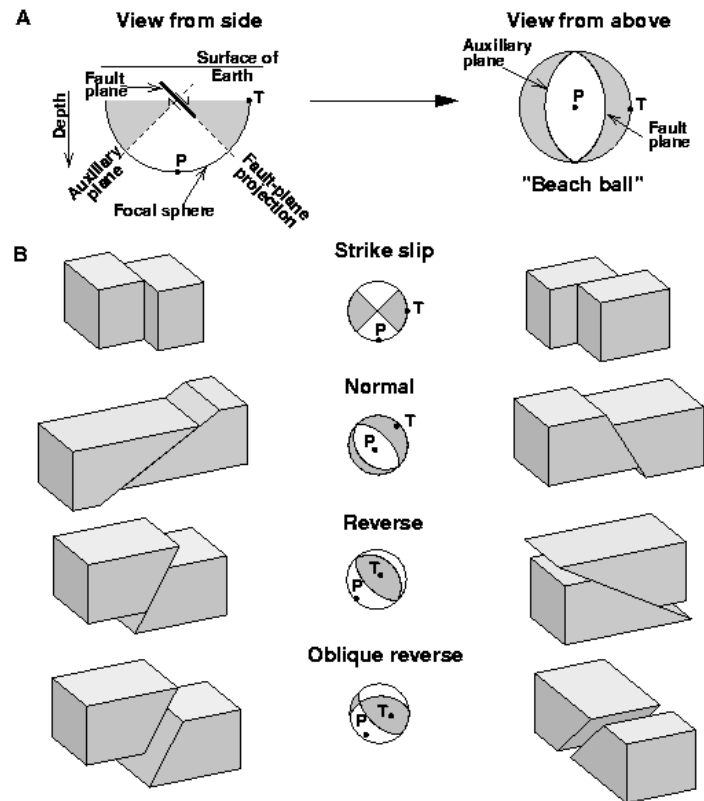 A
View from side
View from above
Surface of
Earth
Fault
plane
T
Depth
P
Auxiliary
plane
Fault-plane
projection
Focal sphere
Auxiliary
plane
P
T
Fault
plane
"Beach ball"
B
Strike slip
T
P
Normal
T
P
Reverse
T
P
Oblique reverse
T
P